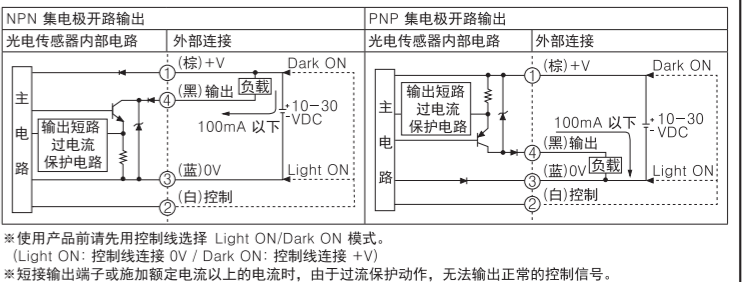 NPN 集电极开路输出
PNP 集电极开路输出
光电传感器内部电路
外部连接
光电传感器内部电路
外部连接
主
电
路
输出短路
过电流
保护电路
①
(棕)+V
Dark ON
④
(黑)输出
负载
100mA 以下
+ 10-30
- VDC
③
(蓝)0V
Light ON
②
(白)控制
主
电
路
输出短路
过电流
保护电路
①
(棕)+V
Dark ON
100mA 以下
+ 10-30
- VDC
④
(黑)输出
负载
③
(蓝)0V
Light ON
②
(白)控制
※使用产品前请先用控制线选择 Light ON/Dark ON 模式。
(Light ON: 控制线连接 0V / Dark ON: 控制线连接 +V)
※短接输出端子或施加额定电流以上的电流时，由于过流保护动作，无法输出正常的控制信号。